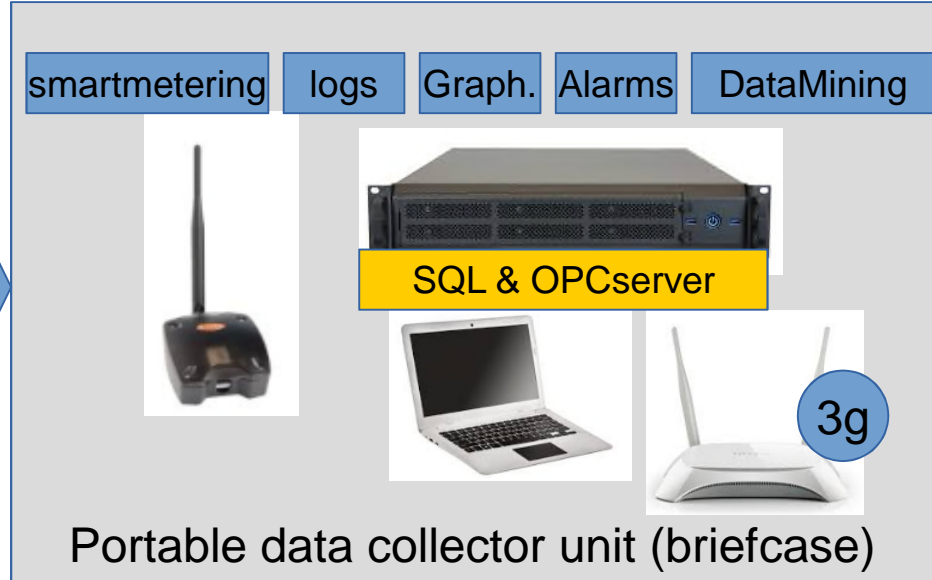 smartmetering
logs
Graph.
Alarms
DataMining
SQL & OPCserver
3g
Portable data collector unit (briefcase)